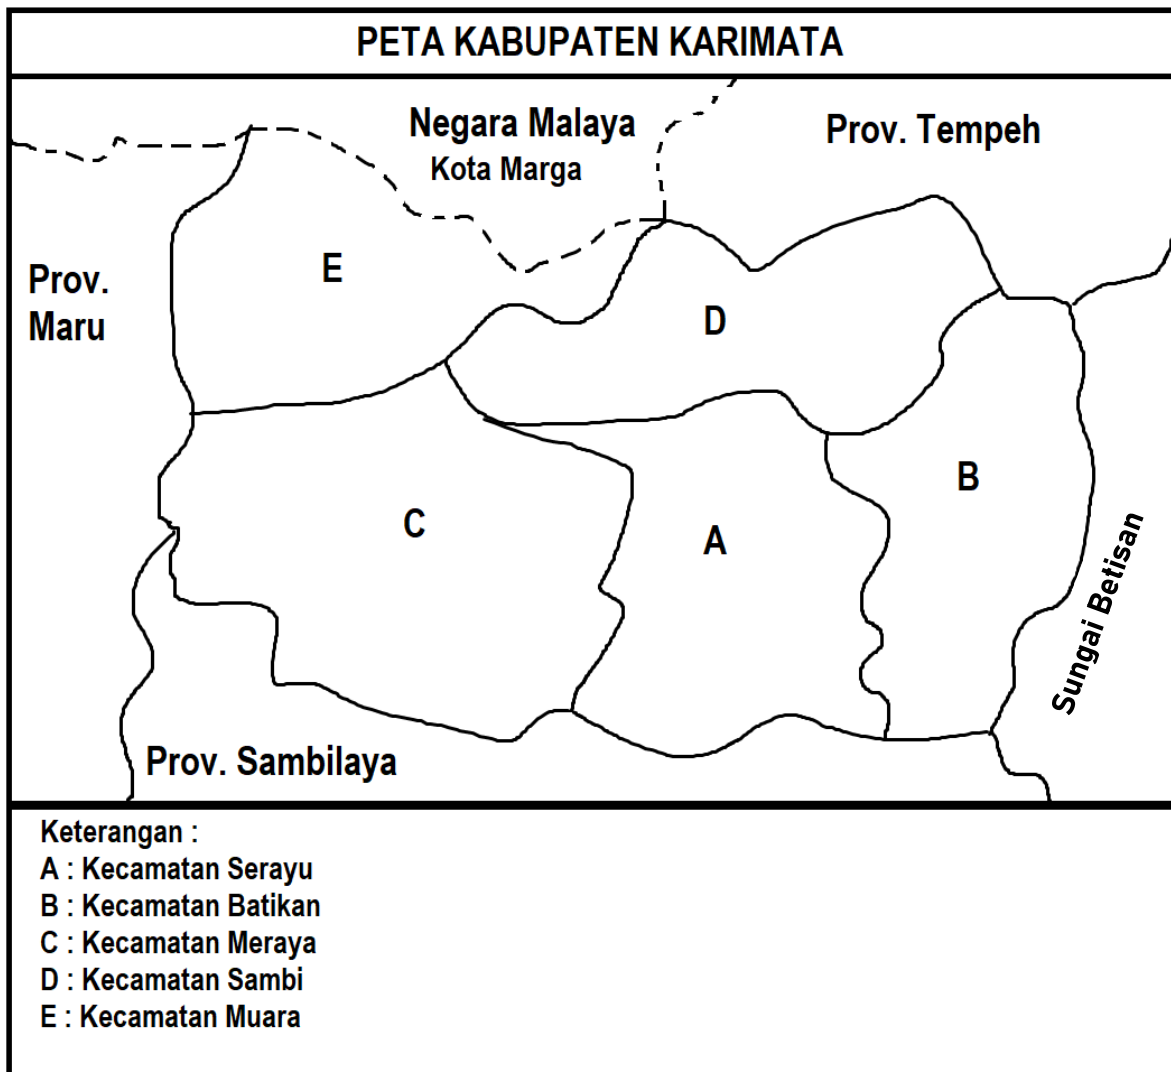 PETA KABUPATEN KARIMATA
Negara Malaya
Kota Marga
Prov. Tempeh
Prov.
Maru
E
D
C
A
B
Sungai Betisan
Prov. Sambilaya
Keterangan :
A : Kecamatan Serayu
B : Kecamatan Batikan
C : Kecamatan Meraya
D : Kecamatan Sambi
E : Kecamatan Muara